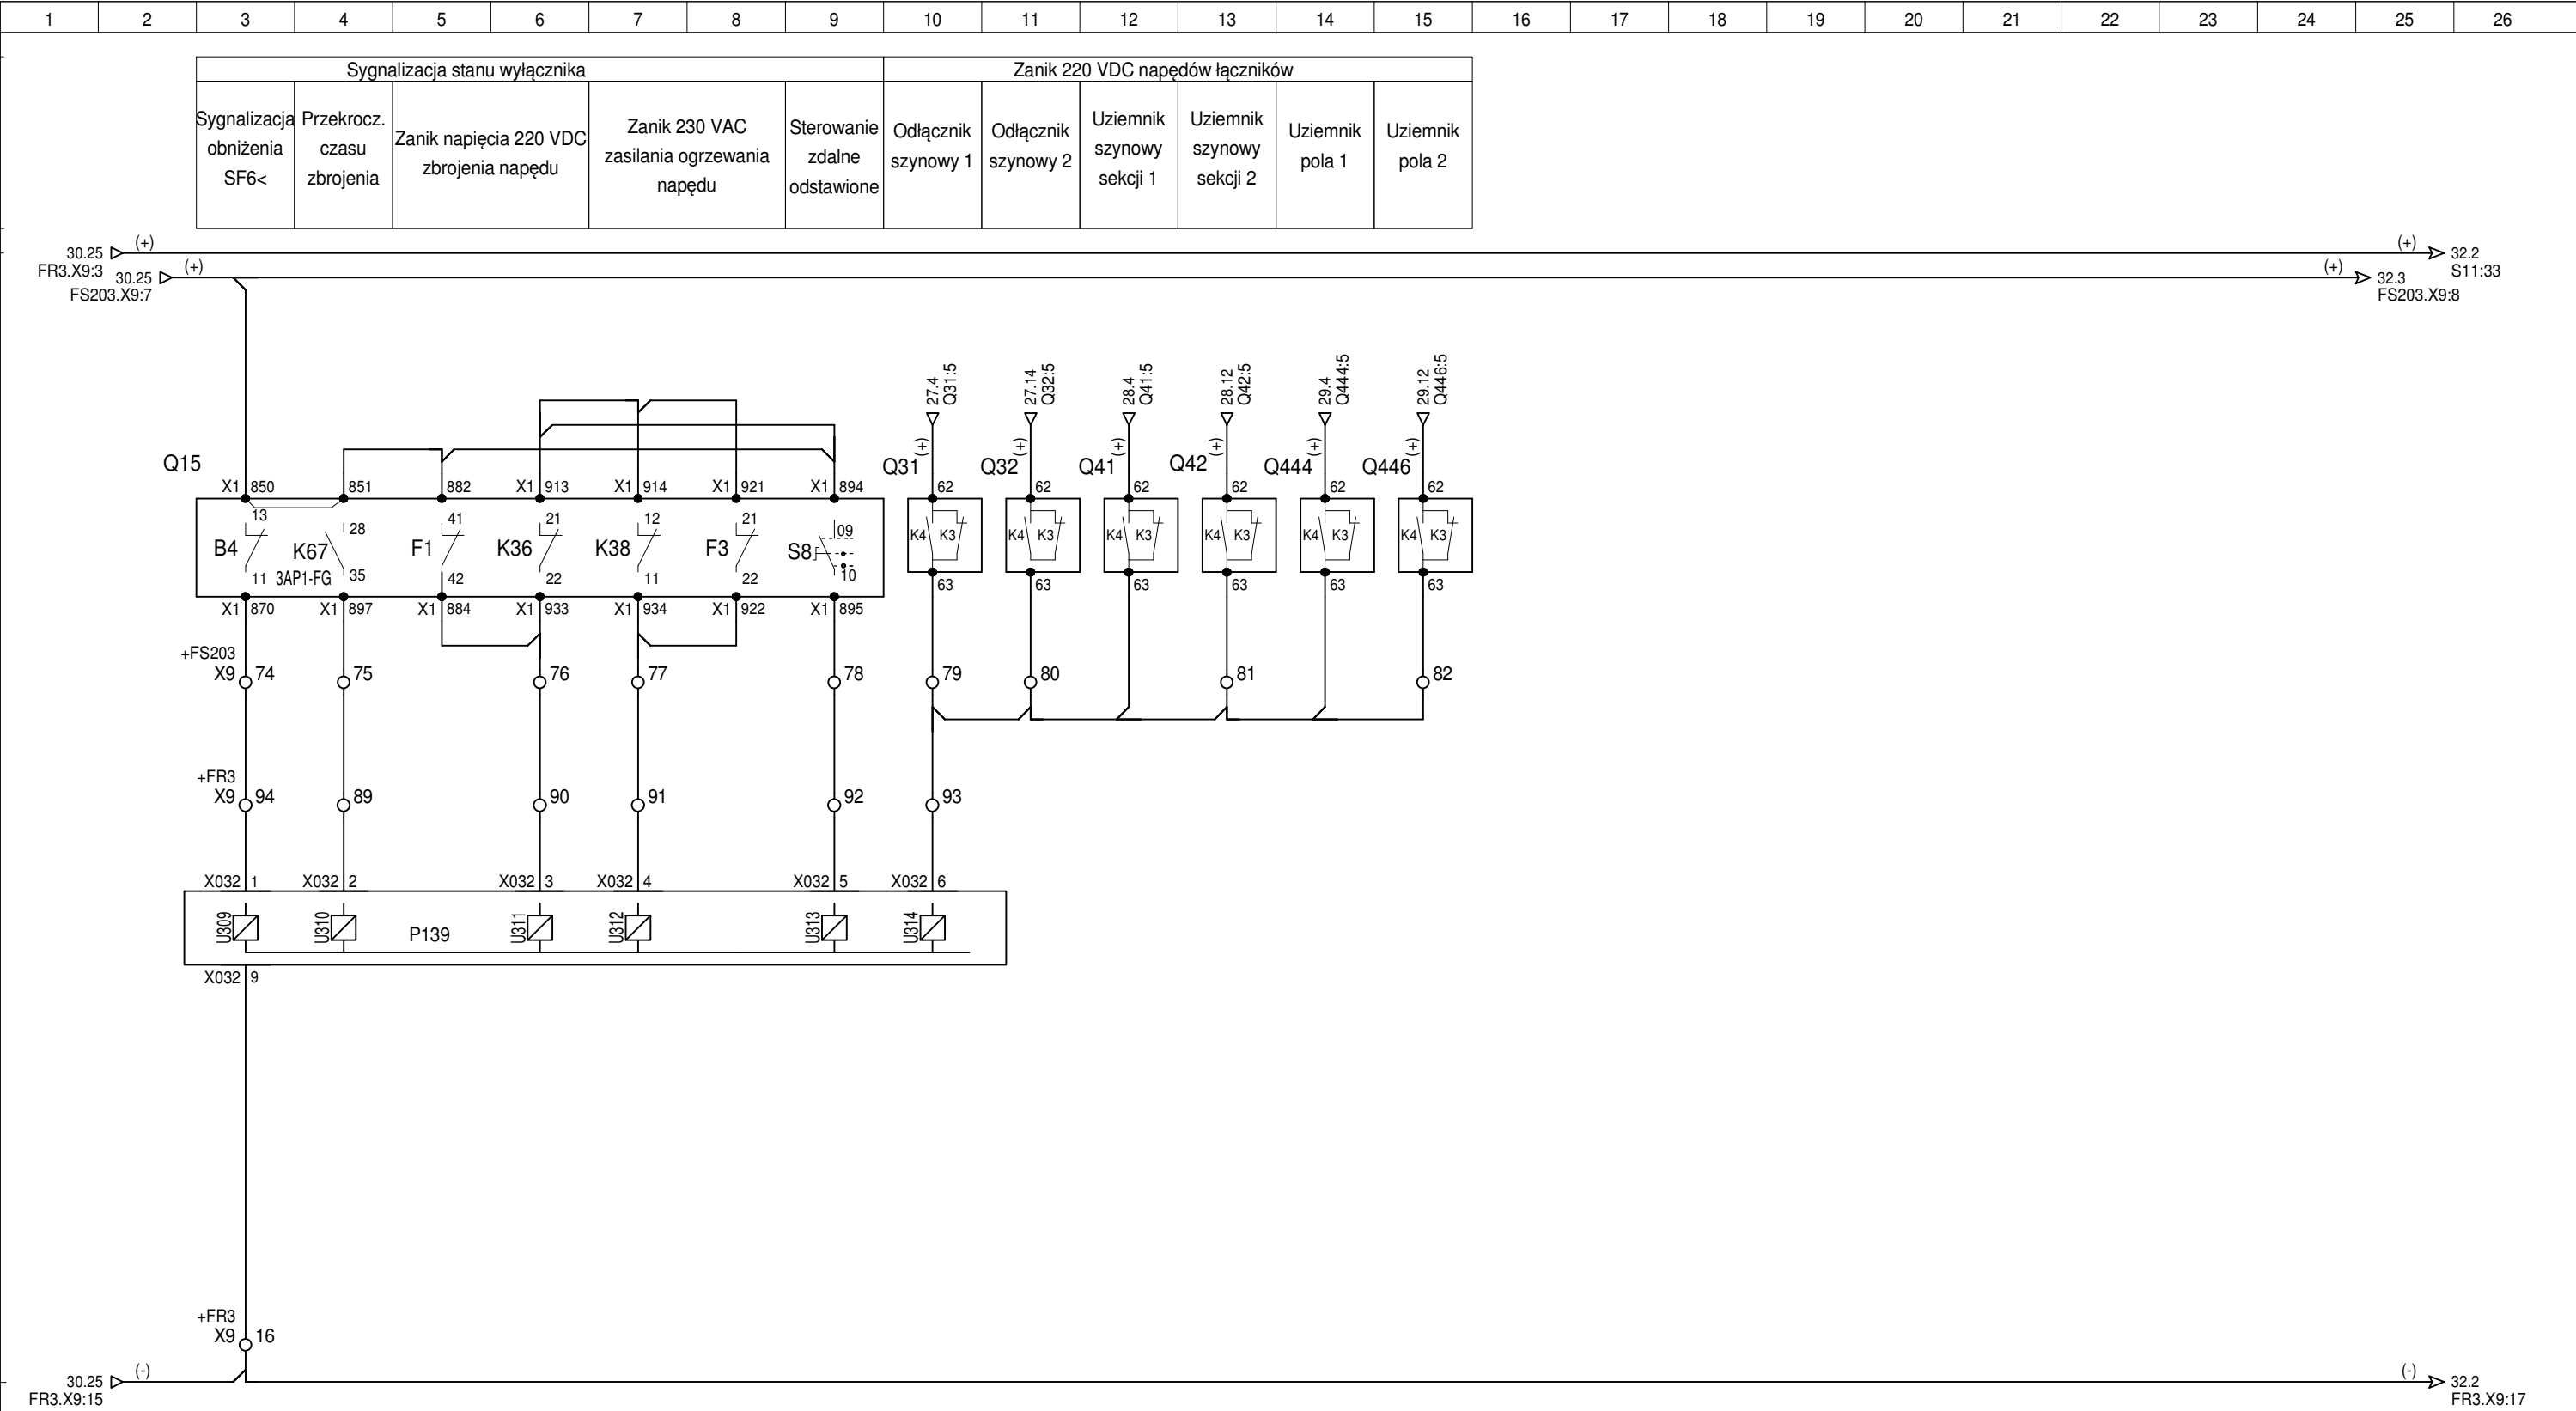 1 2 3 4 5 6 7 8 9 10 11 12 13 14 15 16 17 18 19 20 21 22 23 24 25 26
Sygnalizacja stanu wyłącznika
Zanik 220 VDC napędów łączników
Sygnalizacja
obniżenia
SF6<
Przekrocz.
czasu
zbrojenia
Zanik napięcia 220 VDC
zbrojenia napędu
Zanik 230 VAC
zasilania ogrzewania
napędu
Sterowanie
zdalne
odstawione
Odłącznik
szynowy 1
Odłącznik
szynowy 2
Uziemnik
szynowy
sekcji 1
Uziemnik
szynowy
sekcji 2
Uziemnik
pola 1
Uziemnik
pola 2
30.25 (+) (+) 32.2
FR3.X9:3 S11:33
30.25 (+) (+) 32.3
FS203.X9:7 FS203.X9:8
27.4
Q31:5
27.14
Q32:5
28.4
Q41:5
28.12
Q42:5
29.4
Q444:5
29.12
Q446:5
(+) (+) (+) (+) (+) (+)
Q15 Q31 Q32 Q41 Q42 Q444 Q446
X1 850 851 882 X1 913 X1 914 X1 921 X1 894 62 62 62 62 62 62
13 28 41 21 12 21 09
B4 K67 F1 K36 K38 F3 S8 K4 K3 K4 K3 K4 K3 K4 K3 K4 K3 K4 K3
11 3AP1-FG 35 42 22 11 22 10
X1 870 X1 897 X1 884 X1 933 X1 934 X1 922 X1 895 63 63 63 63 63 63
+FS203
X9 74 75 76 77 78 79 80 81 82
+FR3
X9 94 89 90 91 92 93
X032 1 X032 2 X032 3 X032 4 X032 5 X032 6
U309 U310 P139 U311 U312 U313 U314
X032 9
+FR3
X9 16
30.25 (-) (-) 32.2
FR3.X9:15 FR3.X9:17